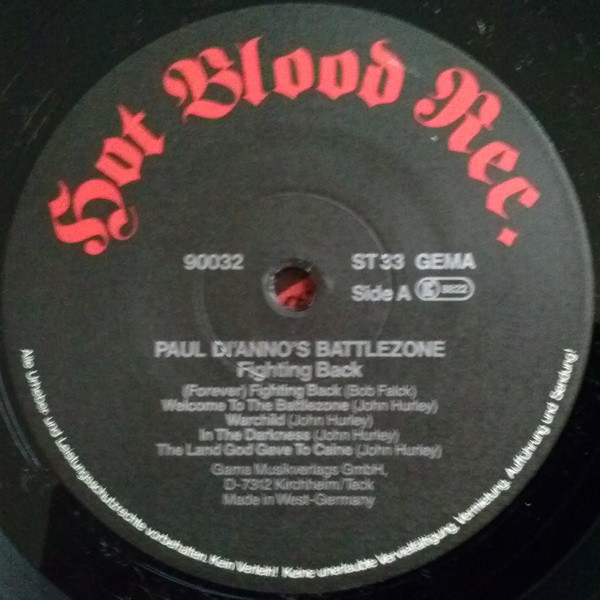 Hot Blood Rec.
90032
ST 33 GEMA
Side A
PAUL DI'ANNO'S BATTLEZONE
Fighting Back
(Forever) Fighting Back (Bob Falck)
Welcome To The Battlezone (John Hurley)
Warchild (John Hurley)
In The Darkness (John Hurley)
The Land God Gave To Caine (John Hurley)
Gama Musikverlags GmbH,
D-7312 Kirchheim/Teck
Made in West-Germany
Alle Urheber und Leistungsschutzrechte vorbehalten. Kein Verleih! Keine unerlaubte Vervielfältigung, Vermietung, Aufführung und Sendung!